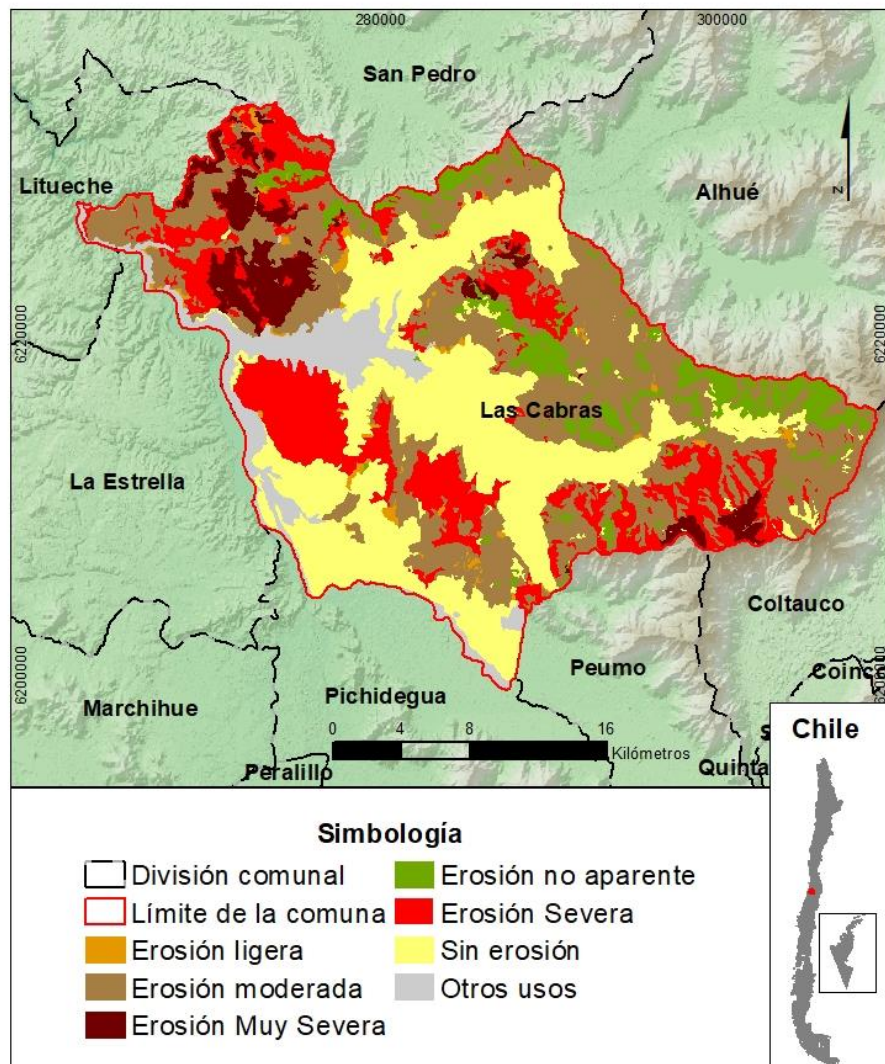 280000
300000
San Pedro
Litueche
Alhué
N
6220000
6220000
Las Cabras
La Estrella
Coltauco
6200000
6200000
Peumo
Marchihue
Pichidegua
0 4 8 16
Kilómetros
Peralillo
Quinta
Chile
Simbología
División comunal
Erosión no aparente
Límite de la comuna
Erosión Severa
Erosión ligera
Sin erosión
Erosión moderada
Otros usos
Erosión Muy Severa